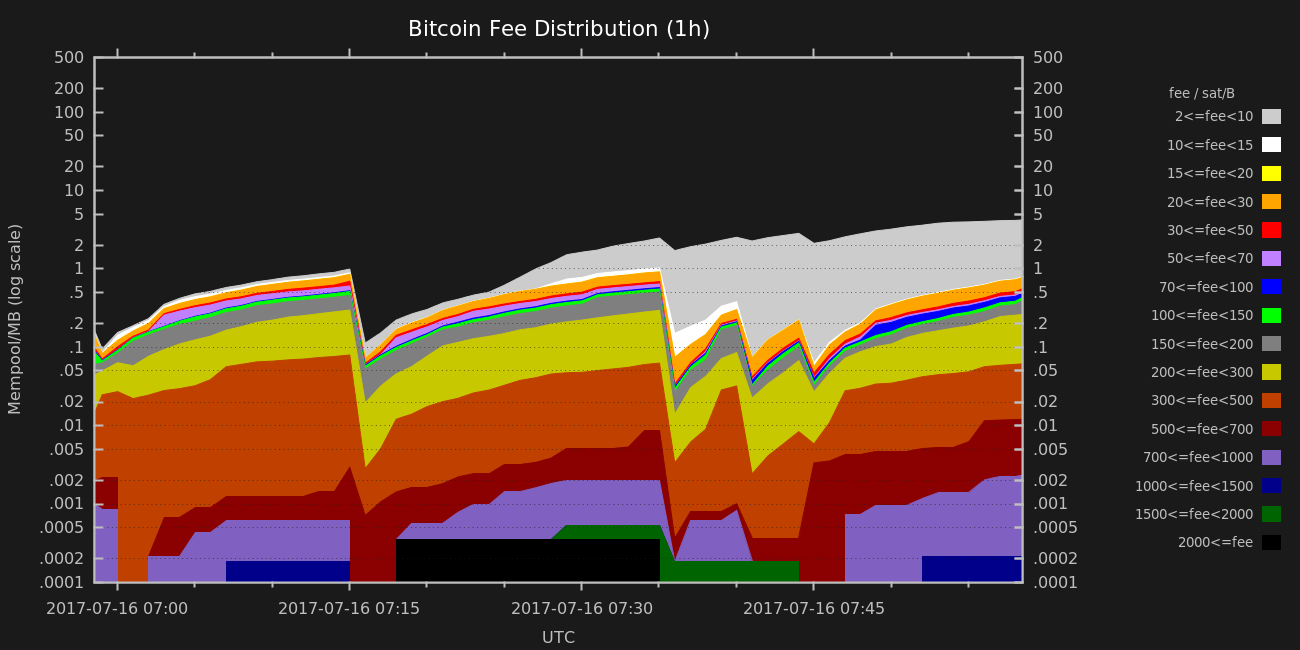 Bitcoin Fee Distribution (1h)
500 500
200 200
100 100
50 50
20 20
10 10
5 5
2 2
1 1
.5 .5
.2 .2
.1 .1
.05 .05
.02 .02
.01 .01
.005 .005
.002 .002
.001 .001
.0005 .0005
.0002 .0002
.0001 .0001
Mempool/MB (log scale)
2017-07-16 07:00 2017-07-16 07:15 2017-07-16 07:30 2017-07-16 07:45
UTC
fee / sat/B
2<=fee<10
10<=fee<15
15<=fee<20
20<=fee<30
30<=fee<50
50<=fee<70
70<=fee<100
100<=fee<150
150<=fee<200
200<=fee<300
300<=fee<500
500<=fee<700
700<=fee<1000
1000<=fee<1500
1500<=fee<2000
2000<=fee